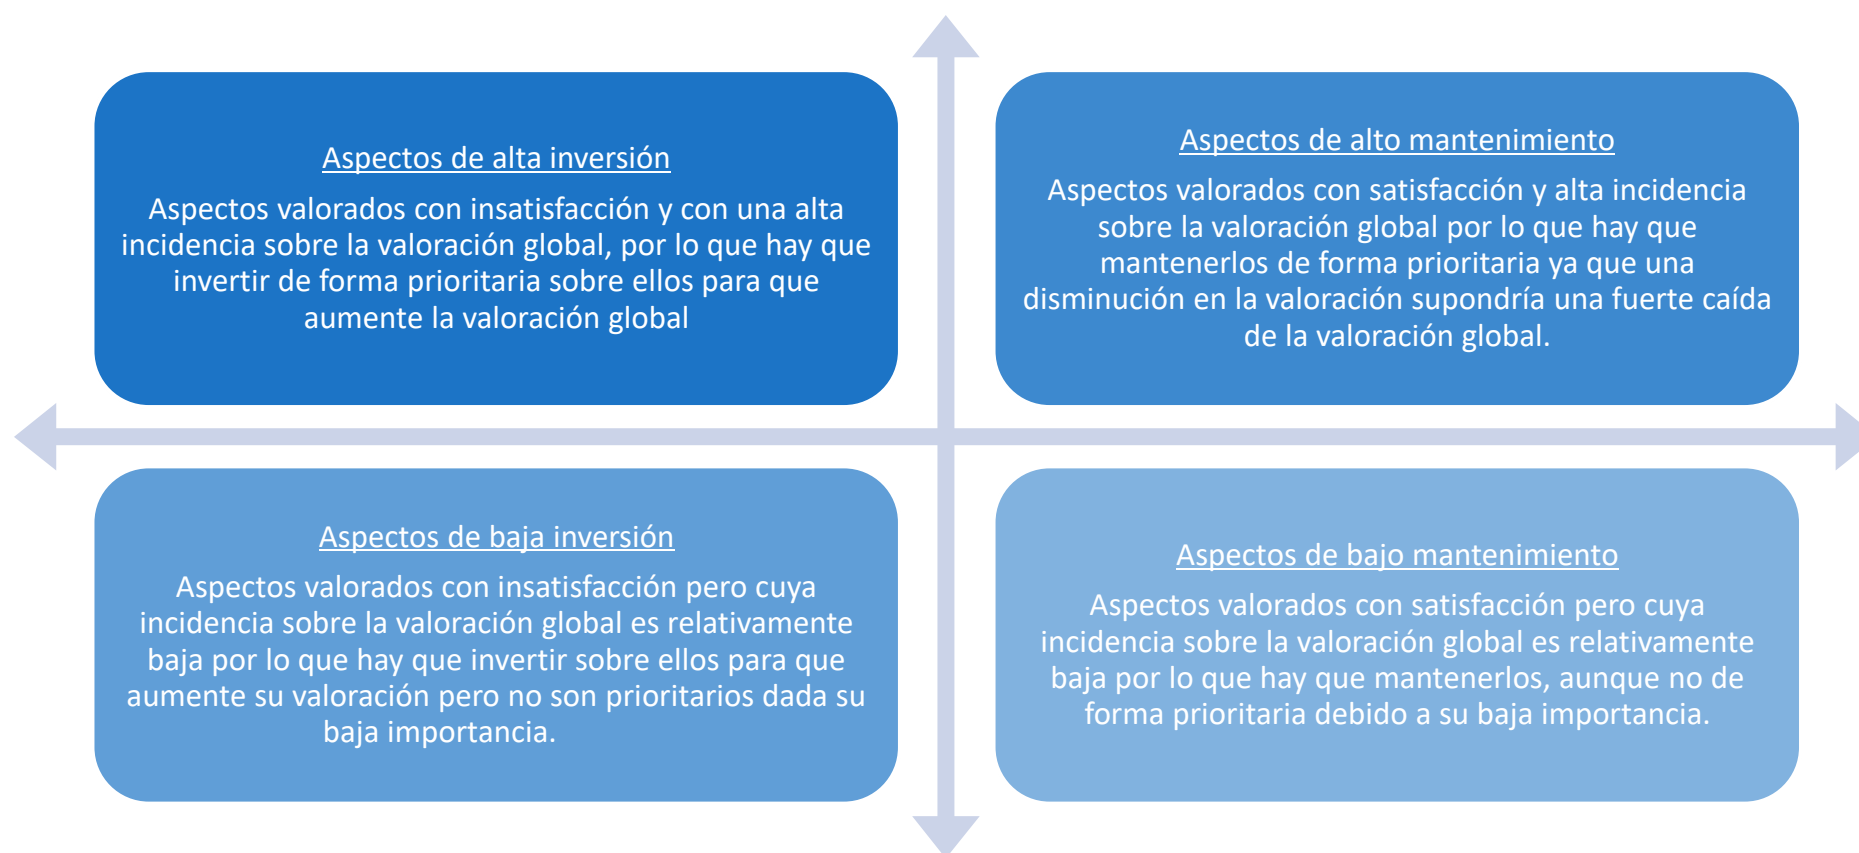 Aspectos de alta inversión
Aspectos valorados con insatisfacción y con una alta
incidencia sobre la valoración global, por lo que hay que
invertir de forma prioritaria sobre ellos para que
aumente la valoración global
Aspectos de alto mantenimiento
Aspectos valorados con satisfacción y alta incidencia
sobre la valoración global por lo que hay que
mantenerlos de forma prioritaria ya que una
disminución en la valoración supondría una fuerte caída
de la valoración global.
Aspectos de baja inversión
Aspectos valorados con insatisfacción pero cuya
incidencia sobre la valoración global es relativamente
baja por lo que hay que invertir sobre ellos para que
aumente su valoración pero no son prioritarios dada su
baja importancia.
Aspectos de bajo mantenimiento
Aspectos valorados con satisfacción pero cuya
incidencia sobre la valoración global es relativamente
baja por lo que hay que mantenerlos, aunque no de
forma prioritaria debido a su baja importancia.